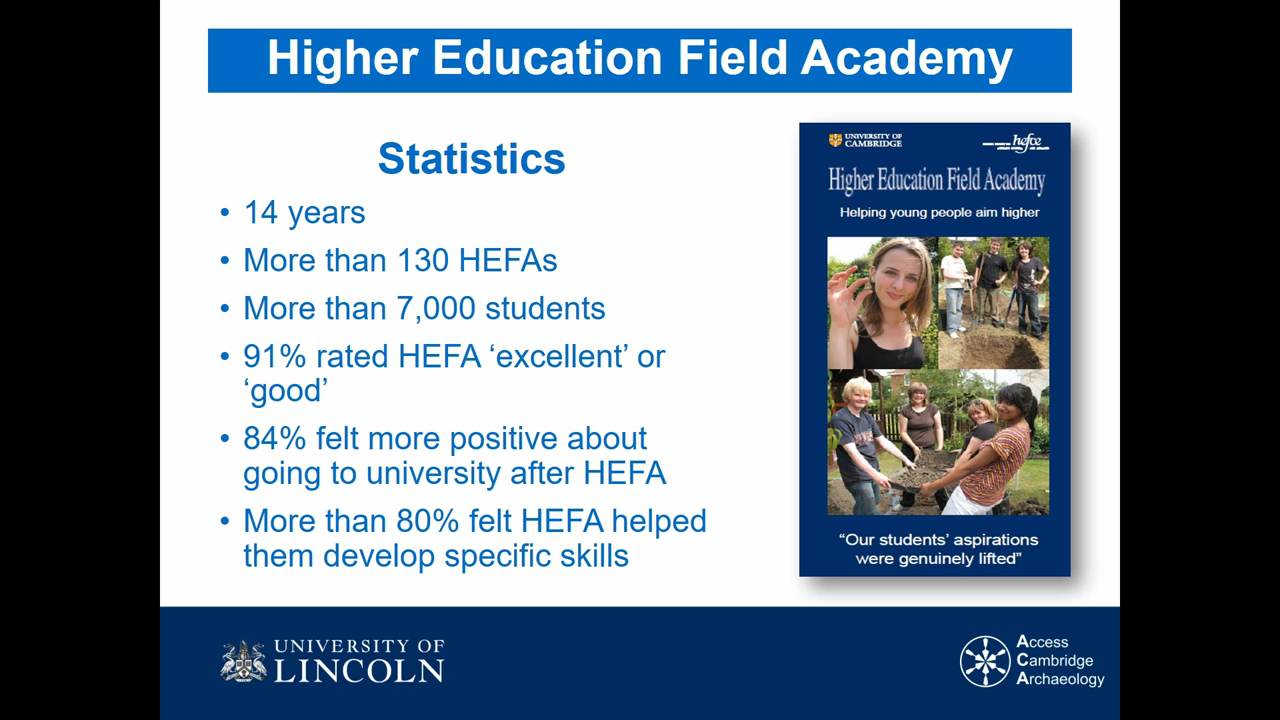 Higher Education Field Academy
Statistics
• 14 years
• More than 130 HEFAs
• More than 7,000 students
• 91% rated HEFA ‘excellent’ or
‘good’
• 84% felt more positive about
going to university after HEFA
• More than 80% felt HEFA helped
them develop specific skills
UNIVERSITY OF
CAMBRIDGE
hefce
Higher Education Field Academy
Helping young people aim higher
“Our students’ aspirations
were genuinely lifted”
UNIVERSITY OF
LINCOLN
Access
Cambridge
Archaeology